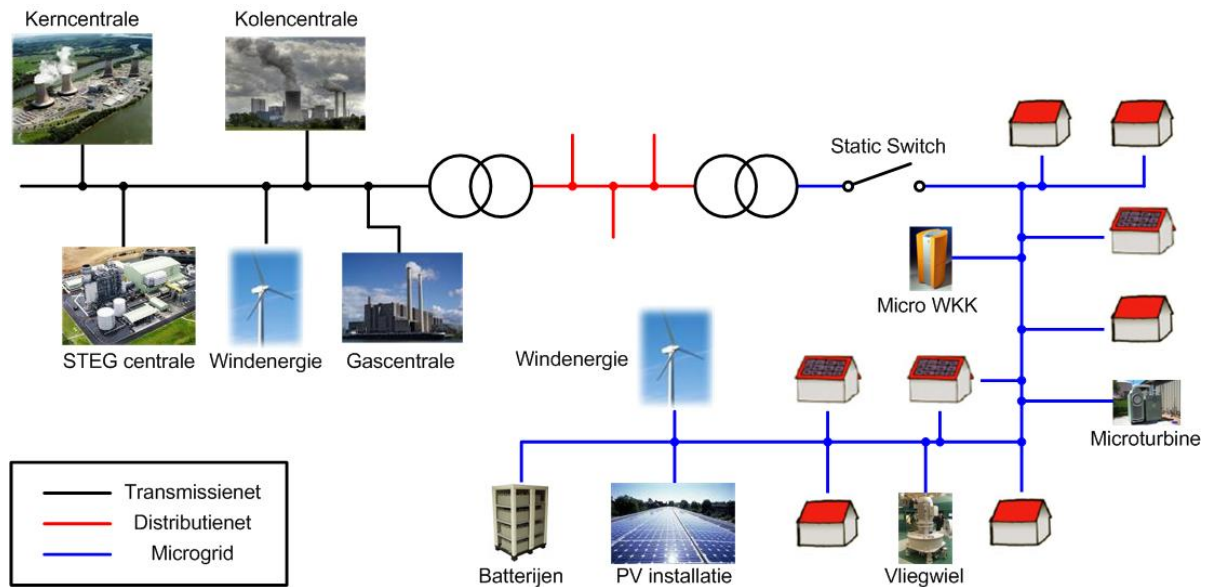 Kerncentrale
Kolencentrale
Static Switch
Micro WKK
STEG centrale
Windenergie
Gascentrale
Windenergie
Microturbine
Transmissienet
Distributienet
Microgrid
Batterijen
PV installatie
Vliegwiel